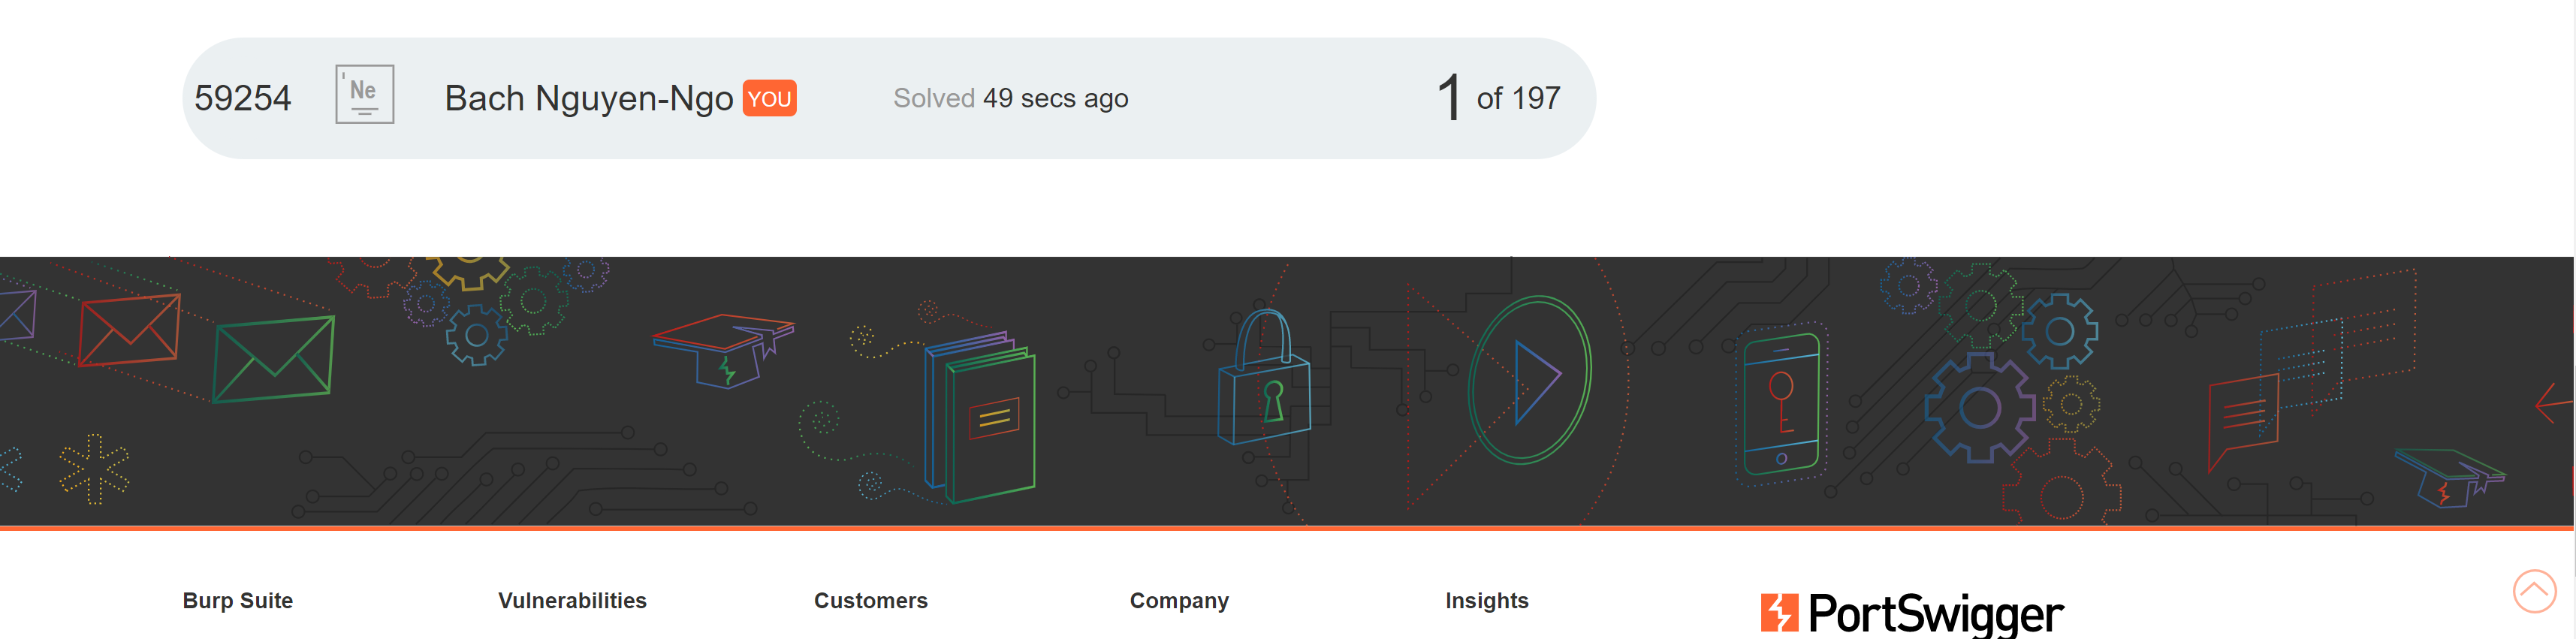 59254 Ne Bach Nguyen-Ngo YOU Solved 49 secs ago 1 of 197
Burp Suite Vulnerabilities Customers Company Insights PortSwigger